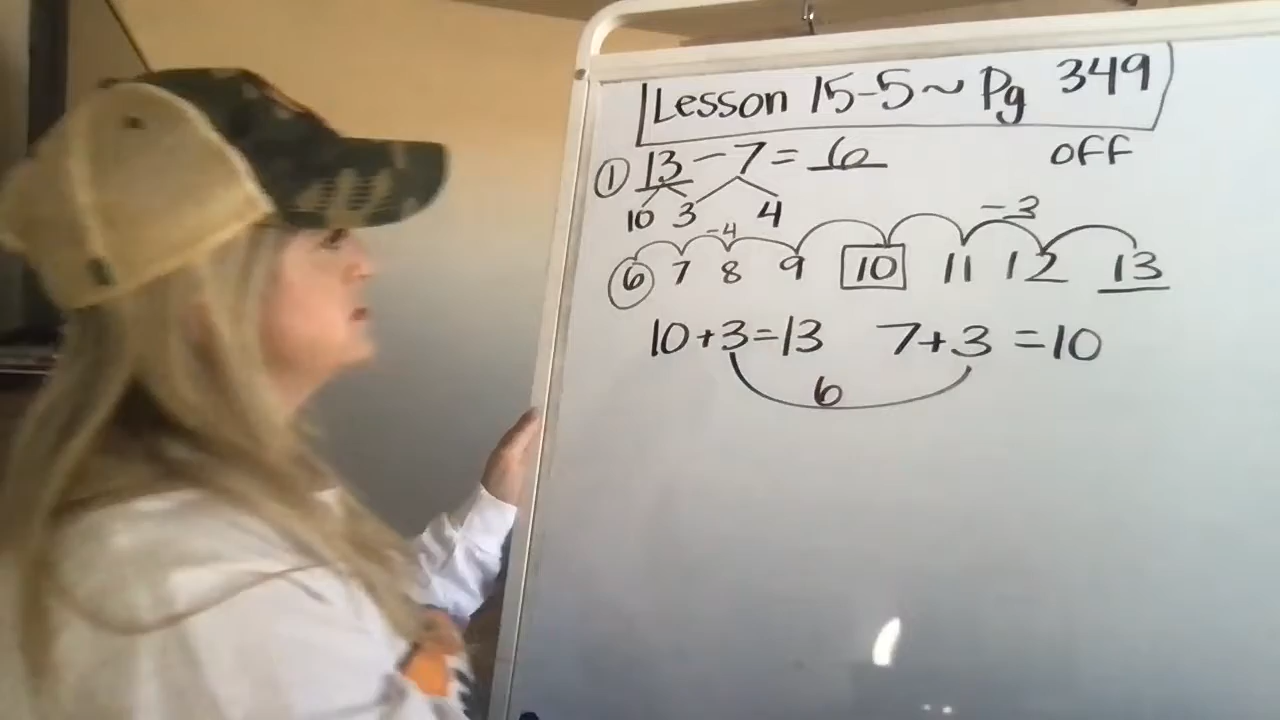 Lesson 15-5~ Pg 349
① 13 - 7 = 6 OFF
10 3 4
-4 -3
6 7 8 9 10 11 12 13
10+3=13 7+3 =10
6